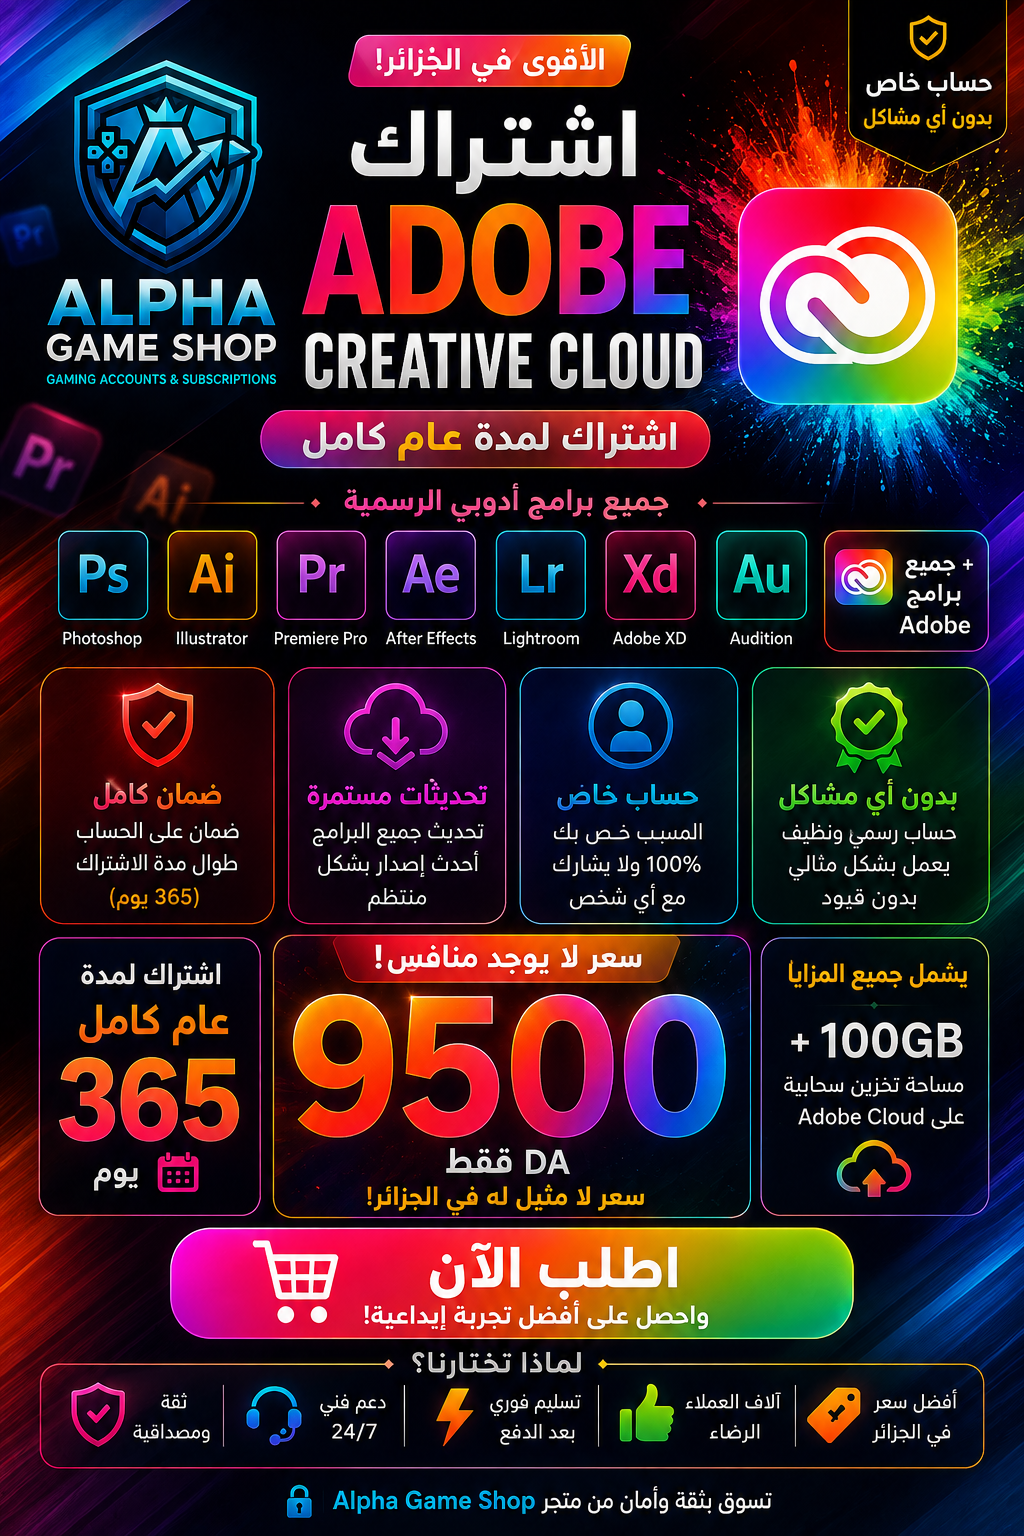 الأقوى في الجُزائر!
حساب خاص
بدون أي مشاكل
اشتراك
ADOBE
CREATIVE CLOUD
ALPHA
GAME SHOP
GAMING ACCOUNTS & SUBSCRIPTIONS
Pr
Pr
Ai
اشتراك لمدة عام كامل
جميع برامج أدوبي الرسمية
Ps
Photoshop
Ai
Illustrator
Pr
Premiere Pro
Ae
After Effects
Lr
Lightroom
Xd
Adobe XD
Au
Audition
+ جميع
برامج
Adobe
بدون أي مشاكل
حساب رسمي ونظيف
يعمل بشكل مثالي
بدون قيود
حساب خاص
المسبب خص بك
100% ولا يشارك
مع أي شخص
تحديثات مستمرة
تحديث جميع البرامج
أحدث إصدار بشكل
منتظم
ضمان كامل
ضمان على الحساب
طوال مدة الاشتراك
(365 يوم)
يشمل جميع المزايا
+ 100GB
مساحة تخزين سحابية
على Adobe Cloud
سعر لا يوجد منافس!
9500
DA ققط
سعر لا مثيل له في الجزائر!
اشتراك لمدة
عام كامل
365
يوم
اطلب الآن
واحصل على أفضل تجربة إيداعية!
لماذا تختارنا؟
أفضل سعر
في الجزائر
آلاف العملاء
الرضاء
تسليم فوري
بعد الدفع
دعم فني
24/7
ثقة
ومصداقية
تسوق بثقة وأمان من متجر Alpha Game Shop